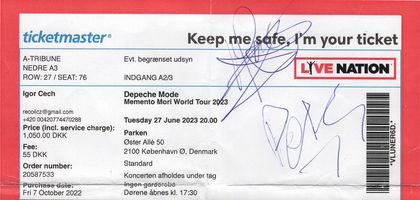 ticketmaster®
Keep me safe, I'm your ticket
A-TRIBUNE
NEDRE A3
ROW: 27 / SEAT: 76
Evt. begrænset udsyn
INDGANG A2/3
LIVE NATION
Igor Cech
+420 00420774470288
Price (incl. service charge):
1,050.00 DKK
Fee:
55 DKK
Order number:
20587533
Purchase date:
Fri 7 October 2022
Depeche Mode
Memento Mori World Tour 2023
Tuesday 27 June 2023 20.00
Parken
Øster Allé 50
2100 København Ø, Denmark
Standard
Koncerten afholdes under tag
Ingen garderobe
Dørene åbnes kl. 17:30